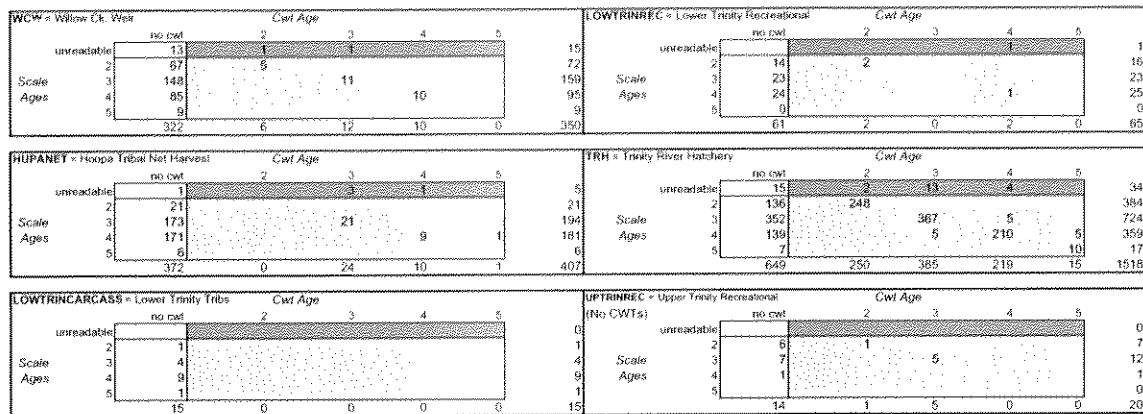 WCW = Willow Ck. Weir Cwt Age
no cwt 2 3 4 5
unreadable 13 1 1 15
2 67 5 72
Scale 3 148 11 159
Ages 4 85 10 95
5 9 9
322 6 12 10 0 350
LOWTRINREC = Lower Trinity Recreational Cwt Age
no cwt 2 3 4 5
unreadable 1 1
2 14 2 16
Scale 3 23 23
Ages 4 24 1 25
5 0 0
61 2 0 2 0 65
HUPANET = Hoopa Tribal Net Harvest Cwt Age
no cwt 2 3 4 5
unreadable 1 3 1 5
2 21 21
Scale 3 173 21 194
Ages 4 171 9 1 181
5 6 6
372 0 24 10 1 407
TRH = Trinity River Hatchery Cwt Age
no cwt 2 3 4 5
unreadable 15 2 13 4 34
2 136 248 384
Scale 3 352 367 5 724
Ages 4 139 5 210 5 359
5 7 10 17
649 250 385 219 15 1518
LOWTRINCARCASS = Lower Trinity Tribs Cwt Age
no cwt 2 3 4 5
unreadable 0
2 1 1
Scale 3 4 4
Ages 4 9 9
5 1 1
15 0 0 0 0 15
UPTRINREC = Upper Trinity Recreational Cwt Age
(No CWTs) no cwt 2 3 4 5
unreadable 0
2 6 1 7
Scale 3 7 5 12
Ages 4 1 1
5 0
14 1 5 0 0 20